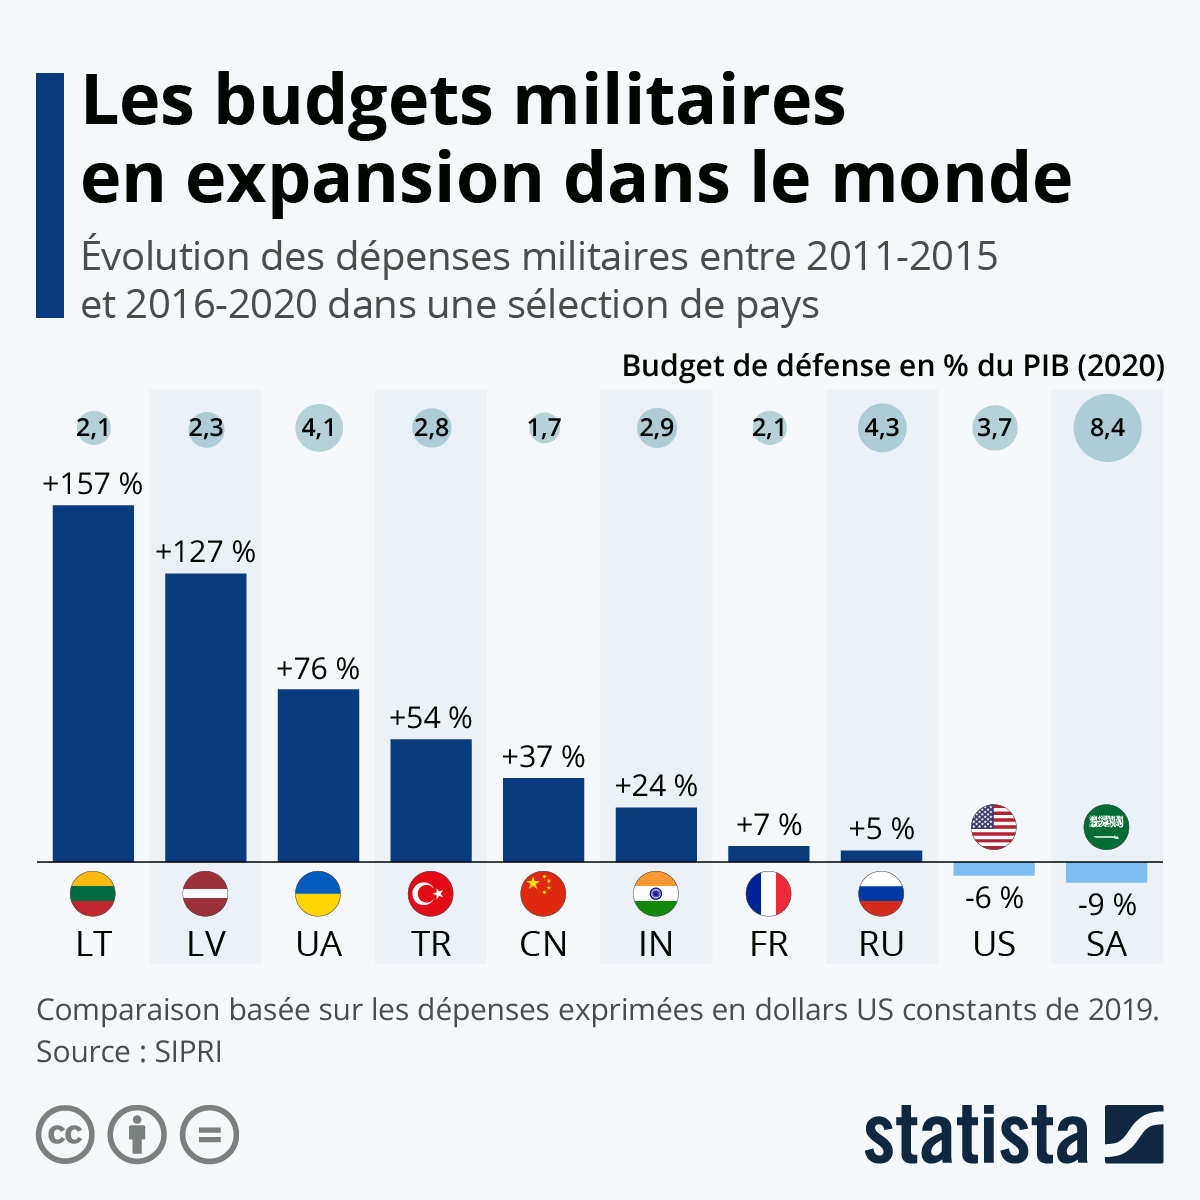 Les budgets militaires
en expansion dans le monde
Évolution des dépenses militaires entre 2011-2015
et 2016-2020 dans une sélection de pays
Budget de défense en % du PIB (2020)
2,1 2,3 4,1 2,8 1,7 2,9 2,1 4,3 3,7 8,4
+157 %
+127 %
+76 %
+54 %
+37 %
+24 %
+7 %
+5 %
-6 %
-9 %
LT LV UA TR CN IN FR RU US SA
Comparaison basée sur les dépenses exprimées en dollars US constants de 2019.
Source : SIPRI
cc
statista